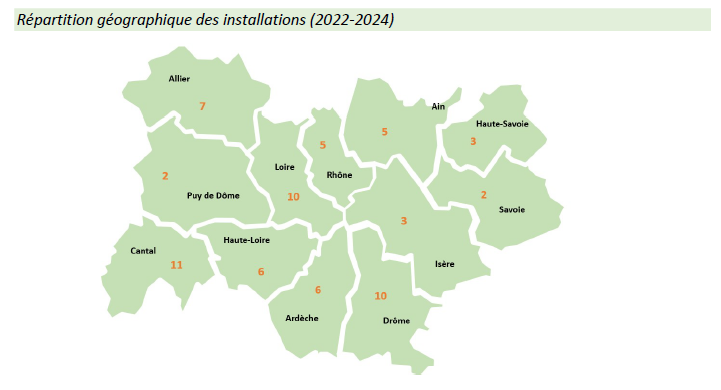 Répartition géographique des installations (2022-2024)
Allier
7
Ain
5
Haute-Savoie
3
5
Rhône
Loire
10
2
Puy de Dôme
2
Savoie
3
Isère
Haute-Loire
6
Cantal
11
6
Ardèche
10
Drôme